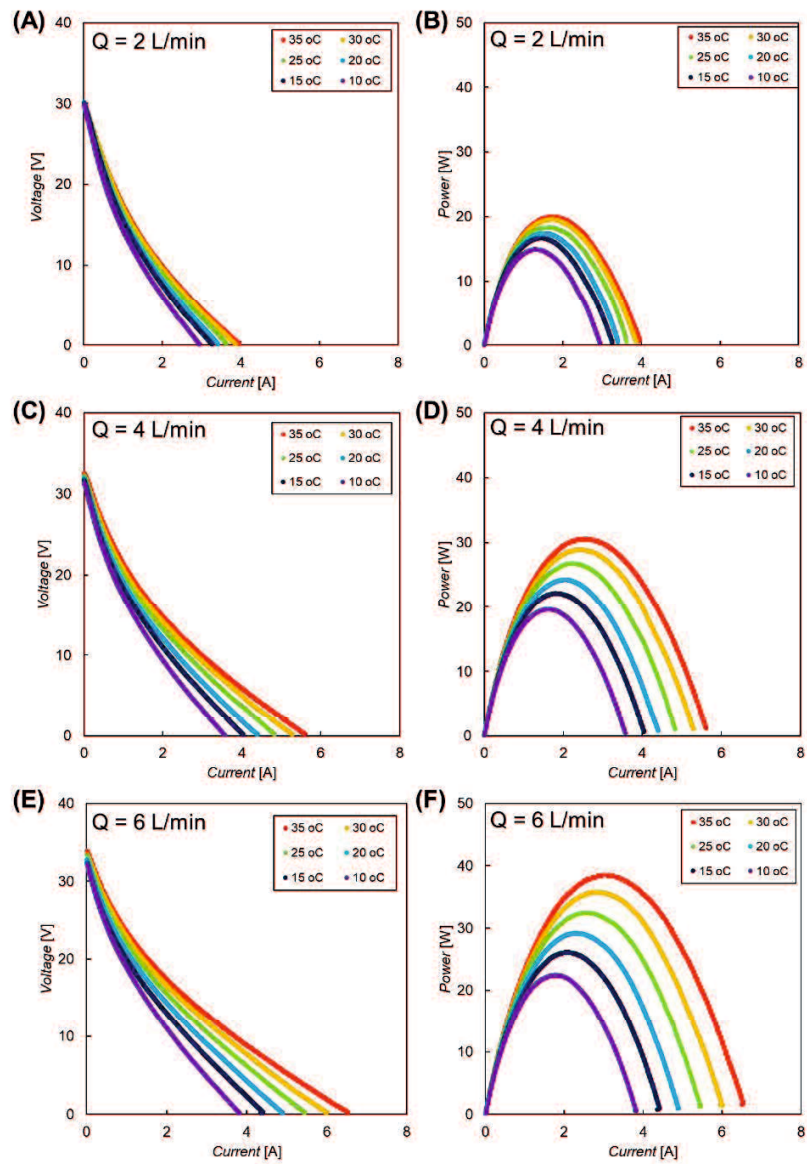 (A)
Q = 2 L/min
35 oC 30 oC
25 oC 20 oC
15 oC 10 oC
40
30
20
10
0
Voltage [V]
0 2 4 6 8
Current [A]
(B)
Q = 2 L/min
35 oC 30 oC
25 oC 20 oC
15 oC 10 oC
50
40
30
20
10
0
Power [W]
0 2 4 6 8
Current [A]
(C)
Q = 4 L/min
35 oC 30 oC
25 oC 20 oC
15 oC 10 oC
40
30
20
10
0
Voltage [V]
0 2 4 6 8
Current [A]
(D)
Q = 4 L/min
35 oC 30 oC
25 oC 20 oC
15 oC 10 oC
50
40
30
20
10
0
Power [W]
0 2 4 6 8
Current [A]
(E)
Q = 6 L/min
35 oC 30 oC
25 oC 20 oC
15 oC 10 oC
40
30
20
10
0
Voltage [V]
0 2 4 6 8
Current [A]
(F)
Q = 6 L/min
35 oC 30 oC
25 oC 20 oC
15 oC 10 oC
50
40
30
20
10
0
Power [W]
0 2 4 6 8
Current [A]